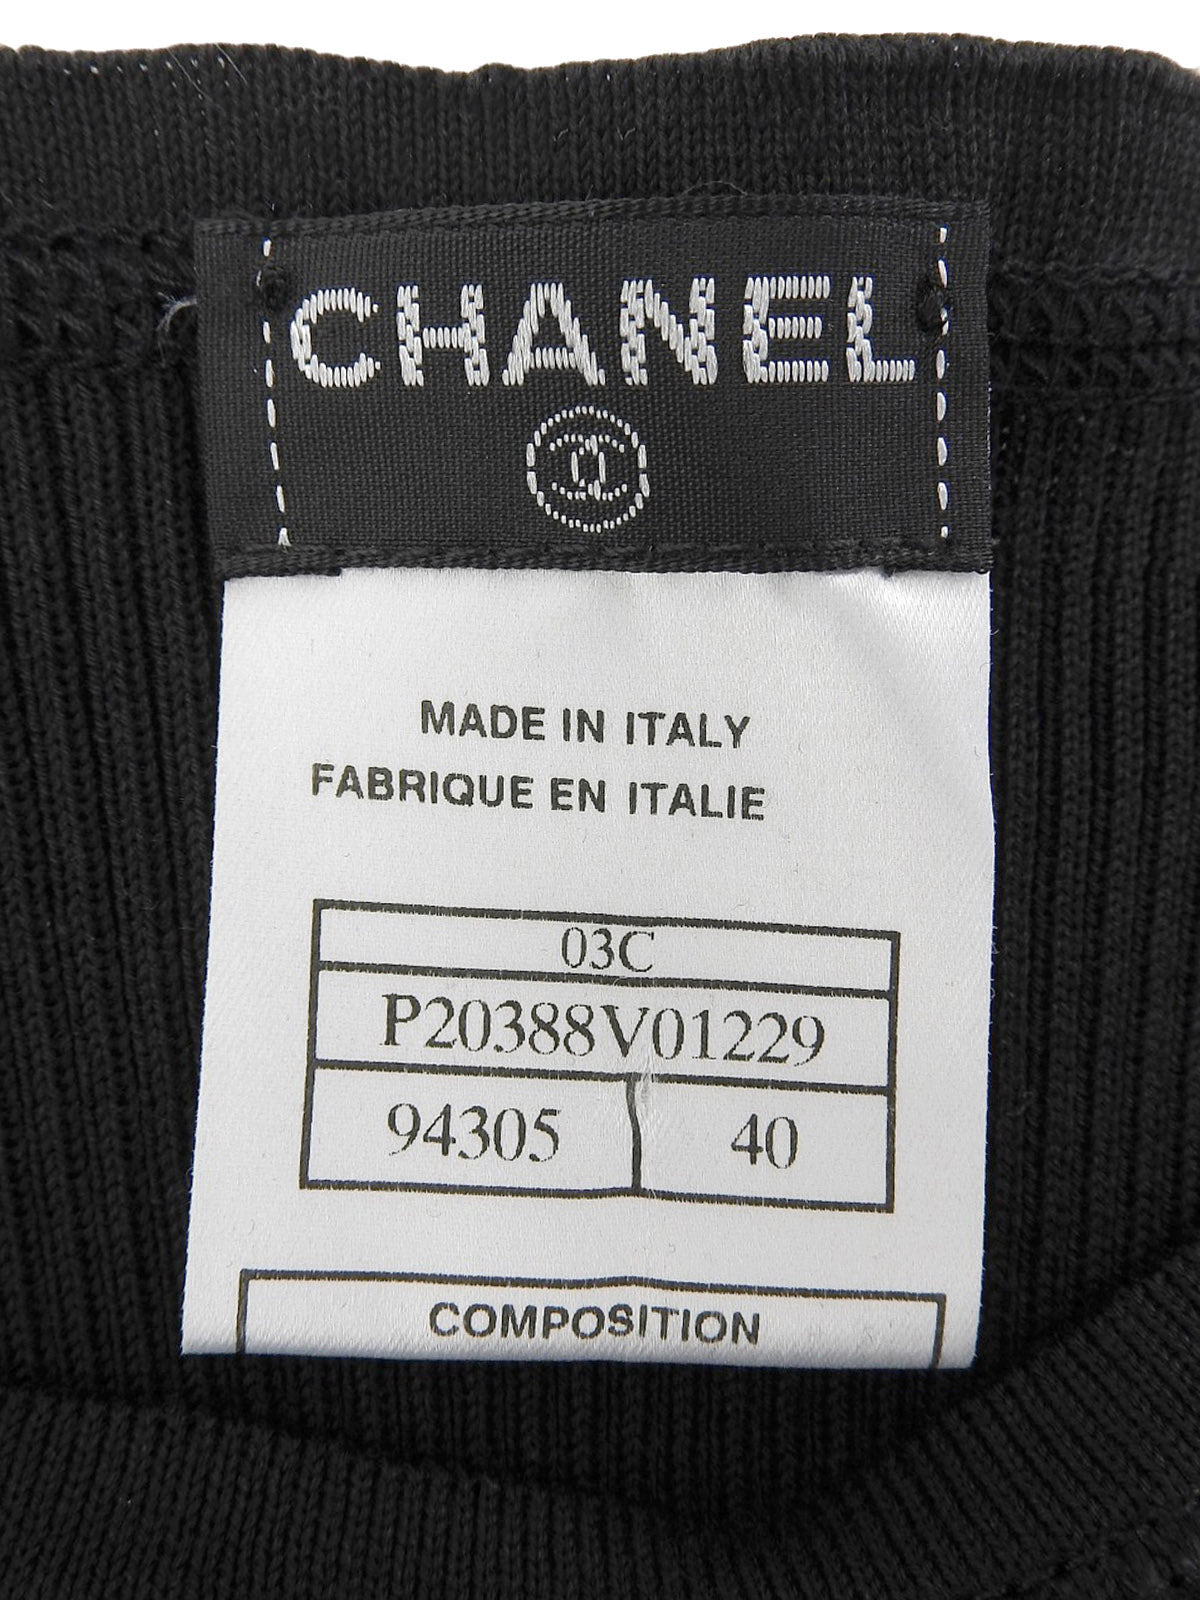 CHANEL
MADE IN ITALY
FABRIQUE EN ITALIE
03C
P20388V01229
94305 40
COMPOSITION